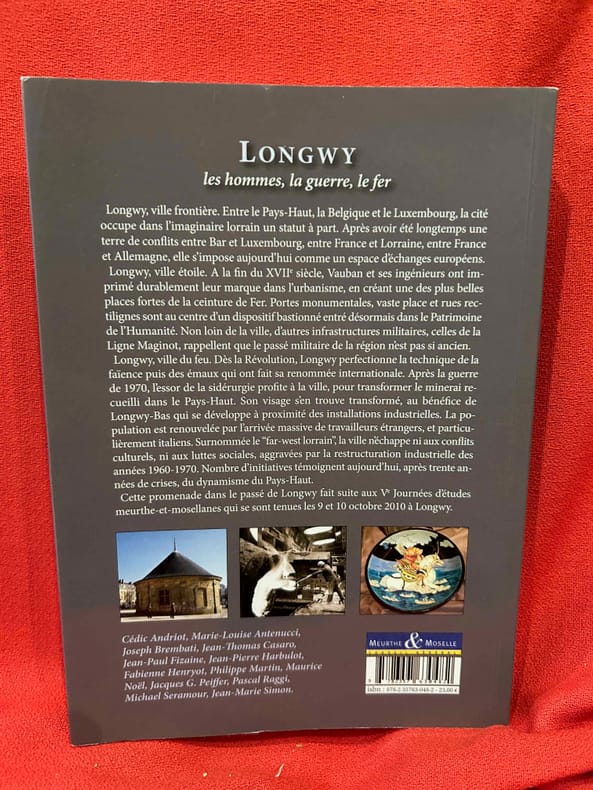 LONGWY
les hommes, la guerre, le fer
Longwy, ville frontière. Entre le Pays-Haut, la Belgique et le Luxembourg, la cité
occupe dans l'imaginaire lorrain un statut à part. Après avoir été longtemps une
terre de conflits entre Bar et Luxembourg, entre France et Lorraine, entre France
et Allemagne, elle s'impose aujourd'hui comme un espace d'échanges européens.
Longwy, ville étoile. A la fin du XVIIe siècle, Vauban et ses ingénieurs ont im-
primé durablement leur marque dans l'urbanisme, en créant une des plus belles
places fortes de la ceinture de Fer. Portes monumentales, vaste place et rues rec-
tilignes sont au centre d'un dispositif bastionné entré désormais dans le Patrimoine
de l'Humanité. Non loin de la ville, d'autres infrastructures militaires, celles de la
Ligne Maginot, rappellent que le passé militaire de la région n'est pas si ancien.
Longwy, ville du feu. Dès la Révolution, Longwy perfectionne la technique de la
faïence puis des émaux qui ont fait sa renommée internationale. Après la guerre
de 1970, l'essor de la sidérurgie profite à la ville, pour transformer le minerai re-
cueilli dans le Pays-Haut. Son visage s'en trouve transformé, au bénéfice de
Longwy-Bas qui se développe à proximité des installations industrielles. La po-
pulation est renouvelée par l'arrivée massive de travailleurs étrangers, et particu-
lièrement italiens. Surnommée le "far-west lorrain", la ville n'échappe ni aux conflits
culturels, ni aux luttes sociales, aggravées par la restructuration industrielle des
années 1960-1970. Nombre d'initiatives témoignent aujourd'hui, après trente an-
nées de crises, du dynamisme du Pays-Haut.
Cette promenade dans le passé de Longwy fait suite aux Ve Journées d'études
meurthe-et-mosellanes qui se sont tenues les 9 et 10 octobre 2010 à Longwy.
Cédic Andriot, Marie-Louise Antenucci,
Joseph Brembati, Jean-Thomas Casaro,
Jean-Paul Fizaine, Jean-Pierre Harbulot,
Fabienne Henryot, Philippe Martin, Maurice
Noël, Jacques G. Peiffer, Pascal Raggi,
Michael Seramour, Jean-Marie Simon.
MEURTHE & MOSELLE
CONSEIL GÉNÉRAL
isbn : 978-2-35763-048-2 - 25,00 €